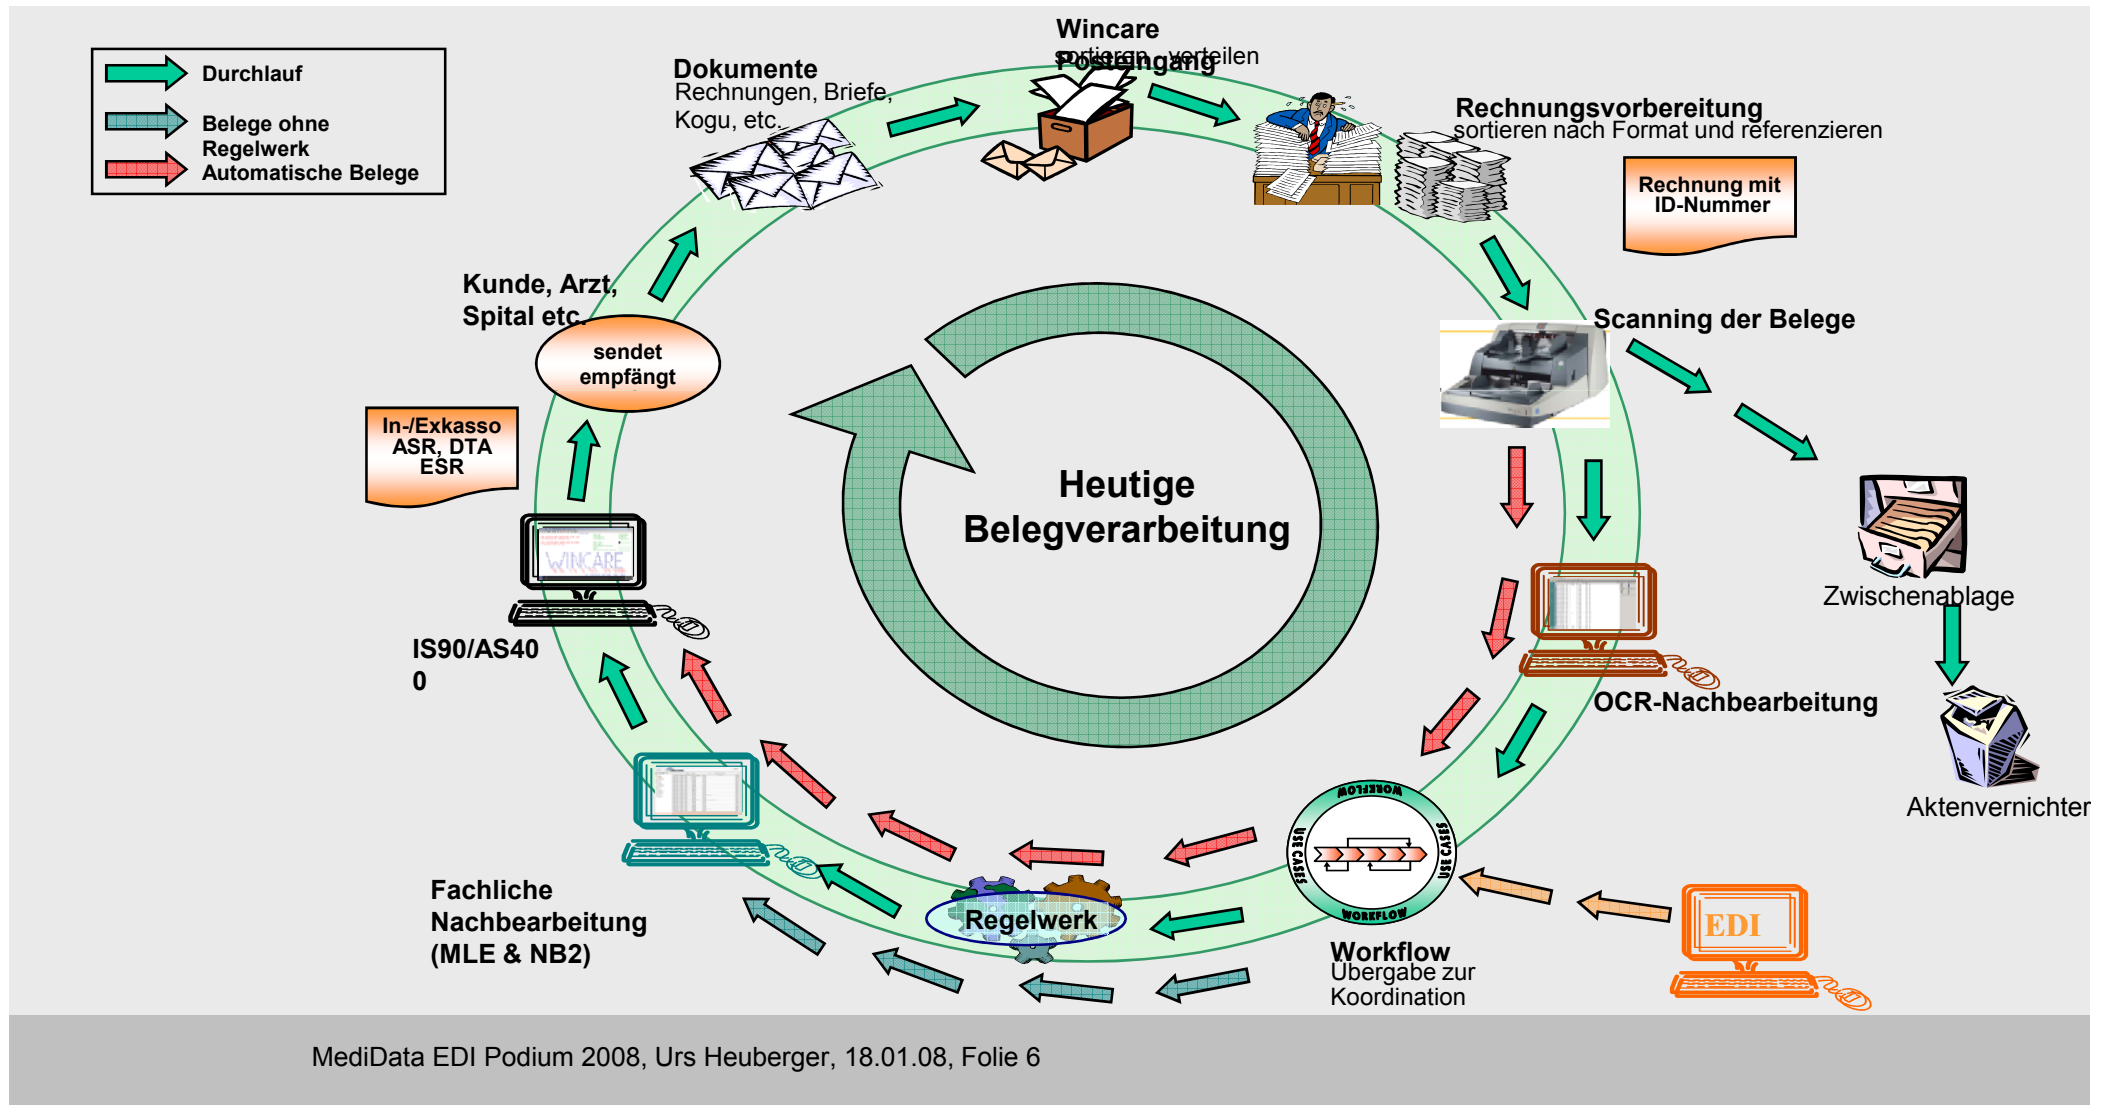 Durchlauf
Belege ohne
Regelwerk
Automatische Belege
Dokumente
Rechnungen, Briefe,
Kogu, etc.
Wincare
Posteingang
sortieren, verteilen
Rechnungsvorbereitung
sortieren nach Format und referenzieren
Rechnung mit
ID-Nummer
Kunde, Arzt,
Spital etc.
sendet
empfängt
Scanning der Belege
In-/Exkasso
ASR, DTA
ESR
Heutige
Belegverarbeitung
WINCARE
Zwischenablage
IS90/AS40
0
OCR-Nachbearbeitung
Aktenvernichter
WORKFLOW
USE CASES
USE CASES
WORKFLOW
Fachliche
Nachbearbeitung
(MLE & NB2)
Regelwerk
EDI
Workflow
Übergabe zur
Koordination
MediData EDI Podium 2008, Urs Heuberger, 18.01.08, Folie 6